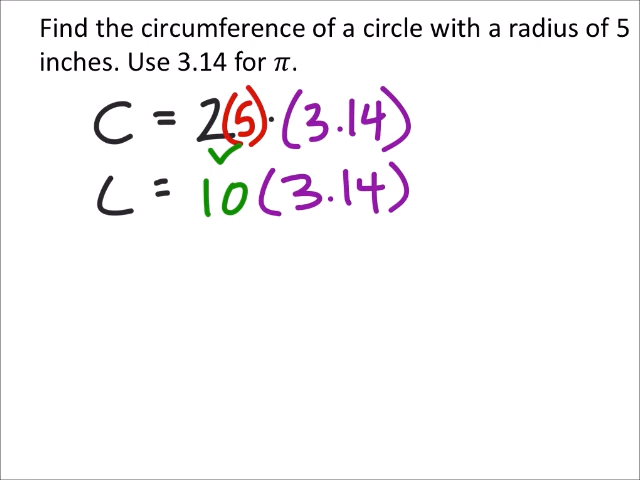 Find the circumference of a circle with a radius of 5
inches. Use 3.14 for π.
C = 2(5)·(3.14)
C = 10(3.14)